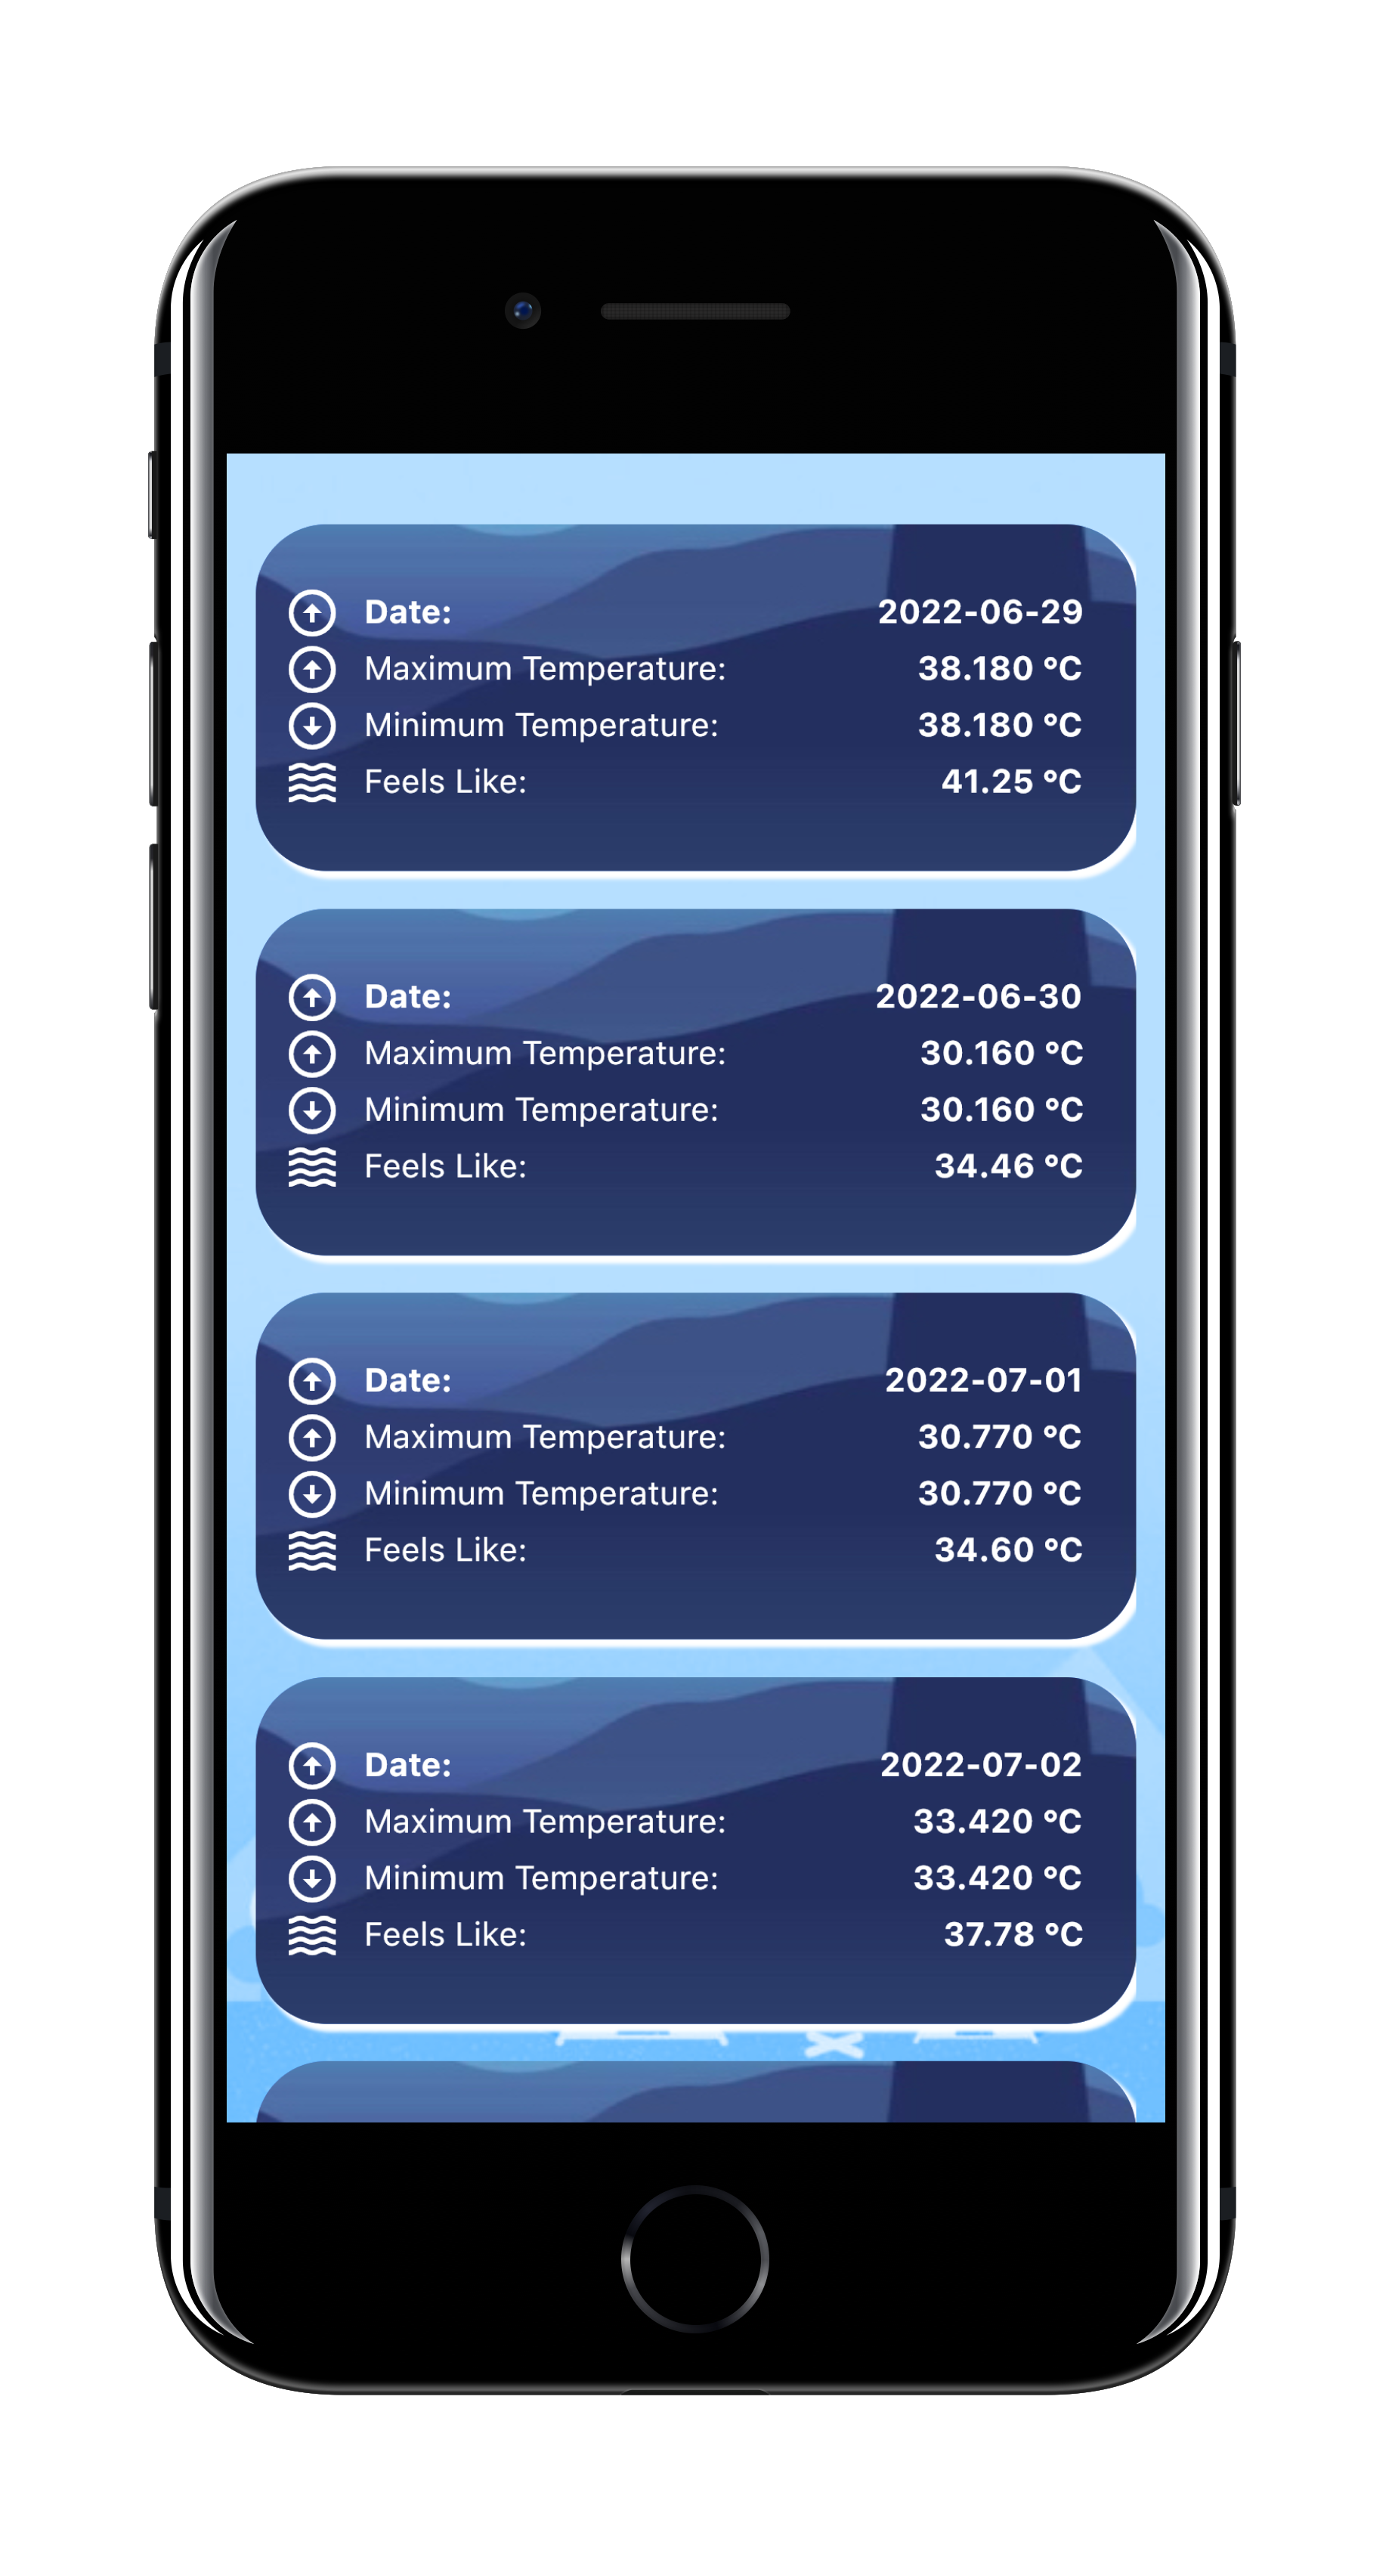 Date: 2022-06-29
Maximum Temperature: 38.180 °C
Minimum Temperature: 38.180 °C
Feels Like: 41.25 °C
Date: 2022-06-30
Maximum Temperature: 30.160 °C
Minimum Temperature: 30.160 °C
Feels Like: 34.46 °C
Date: 2022-07-01
Maximum Temperature: 30.770 °C
Minimum Temperature: 30.770 °C
Feels Like: 34.60 °C
Date: 2022-07-02
Maximum Temperature: 33.420 °C
Minimum Temperature: 33.420 °C
Feels Like: 37.78 °C